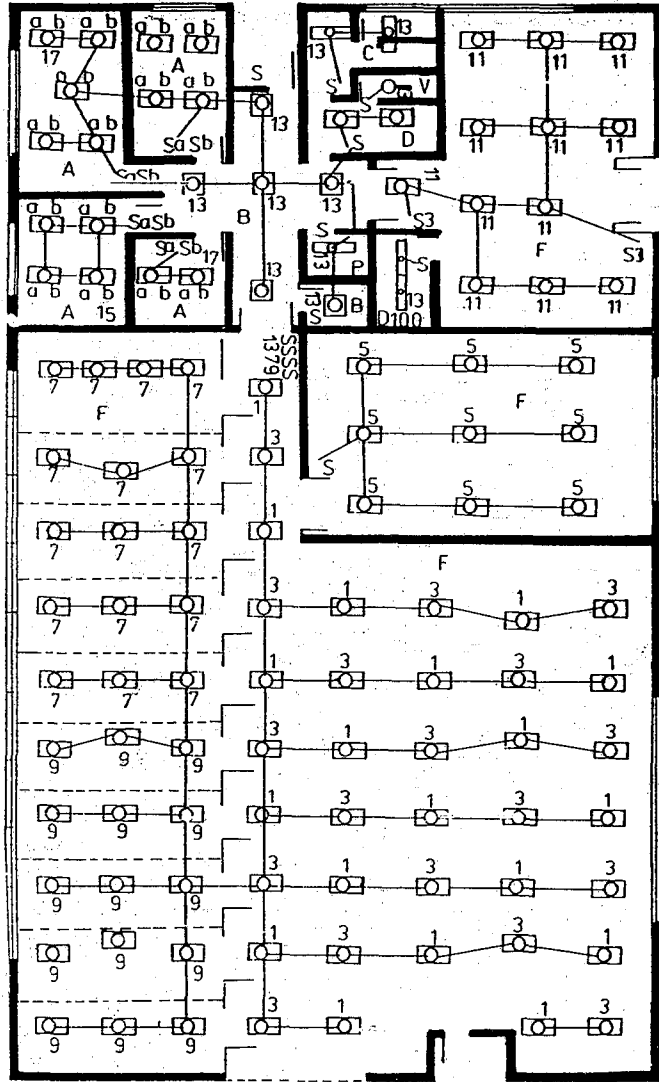 a b a b a b a b 13 13 C
17 A 11 11 11
a b a b a b S S S V
A 13 S D
a b a b SaSb S 11 11 11
A SaSb
13 13 13 11
B S3 11 11
a b a b SaSb S F
SaSb 17 13 P S S3
a b a b a b a b 13 13 B 13 11 11 11
A 15 A S D100
SSSS
1379
7 7 7 7 5 5 5
F 1 F
3 5 5 5
7 7 7 S
1 5 5 5
7 7 7
F
3 1 3 1 3
7 7 7
1 3 1 3 1
7 7 7
3 1 3 1 3
9 9 9
1 3 1 3 1
9 9 9
3 1 3 1 3
9 9 9
1 3 1 3 1
9 9 9
3 1 1 3
9 9 9